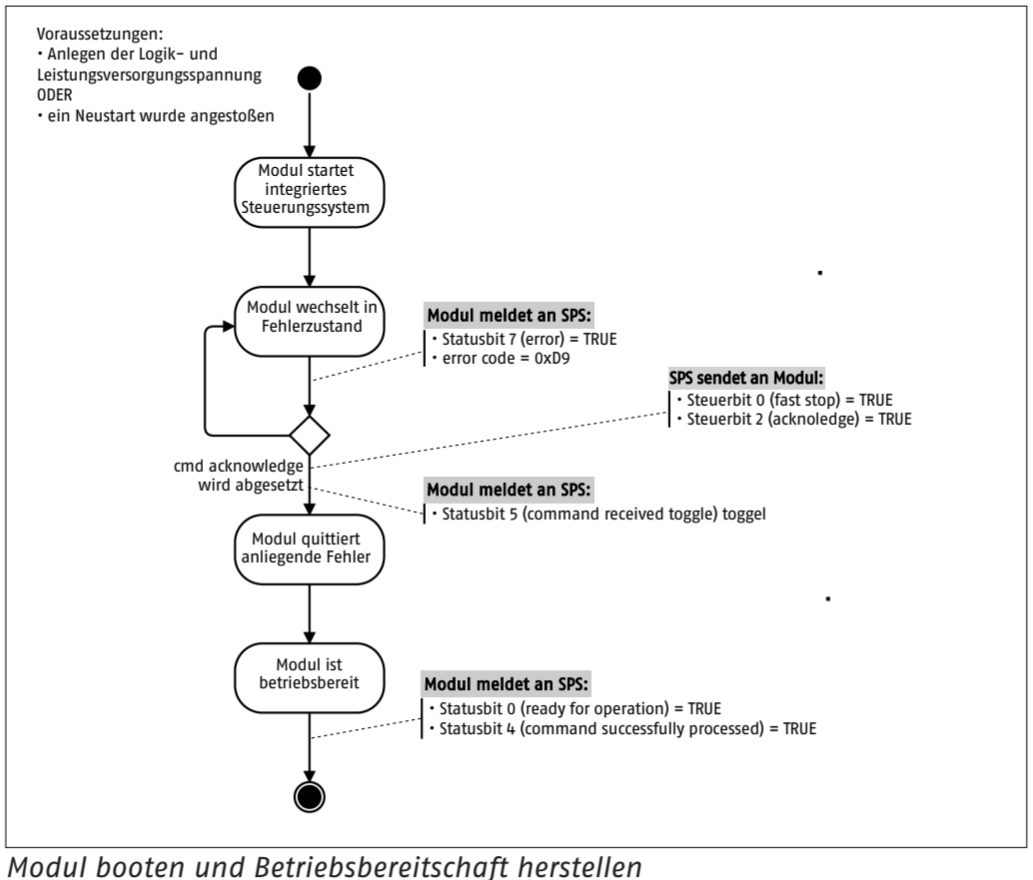 Voraussetzungen:
• Anlegen der Logik- und
Leistungsversorgungsspannung
ODER
• ein Neustart wurde angestoßen
Modul startet
integriertes
Steuerungssystem
Modul wechselt in
Fehlerzustand
Modul meldet an SPS:
• Statusbit 7 (error) = TRUE
• error code = 0xD9
SPS sendet an Modul:
• Steuerbit 0 (fast stop) = TRUE
• Steuerbit 2 (acknoledge) = TRUE
cmd acknowledge
wird abgesetzt
Modul meldet an SPS:
• Statusbit 5 (command received toggle) toggel
Modul quittiert
anliegende Fehler
Modul ist
betriebsbereit
Modul meldet an SPS:
• Statusbit 0 (ready for operation) = TRUE
• Statusbit 4 (command successfully processed) = TRUE
Modul booten und Betriebsbereitschaft herstellen